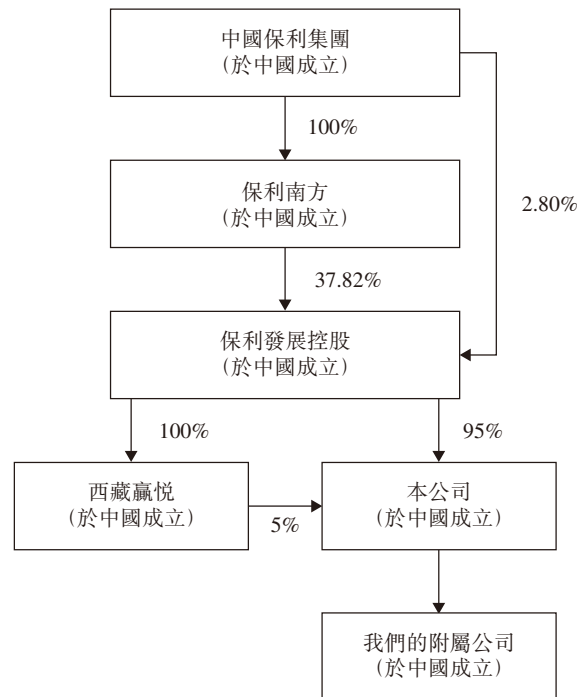 中國保利集團
(於中國成立)
100%
保利南方
(於中國成立)
2.80%
37.82%
保利發展控股
(於中國成立)
100%
95%
西藏贏悦
(於中國成立)
5%
本公司
(於中國成立)
我們的附屬公司
(於中國成立)